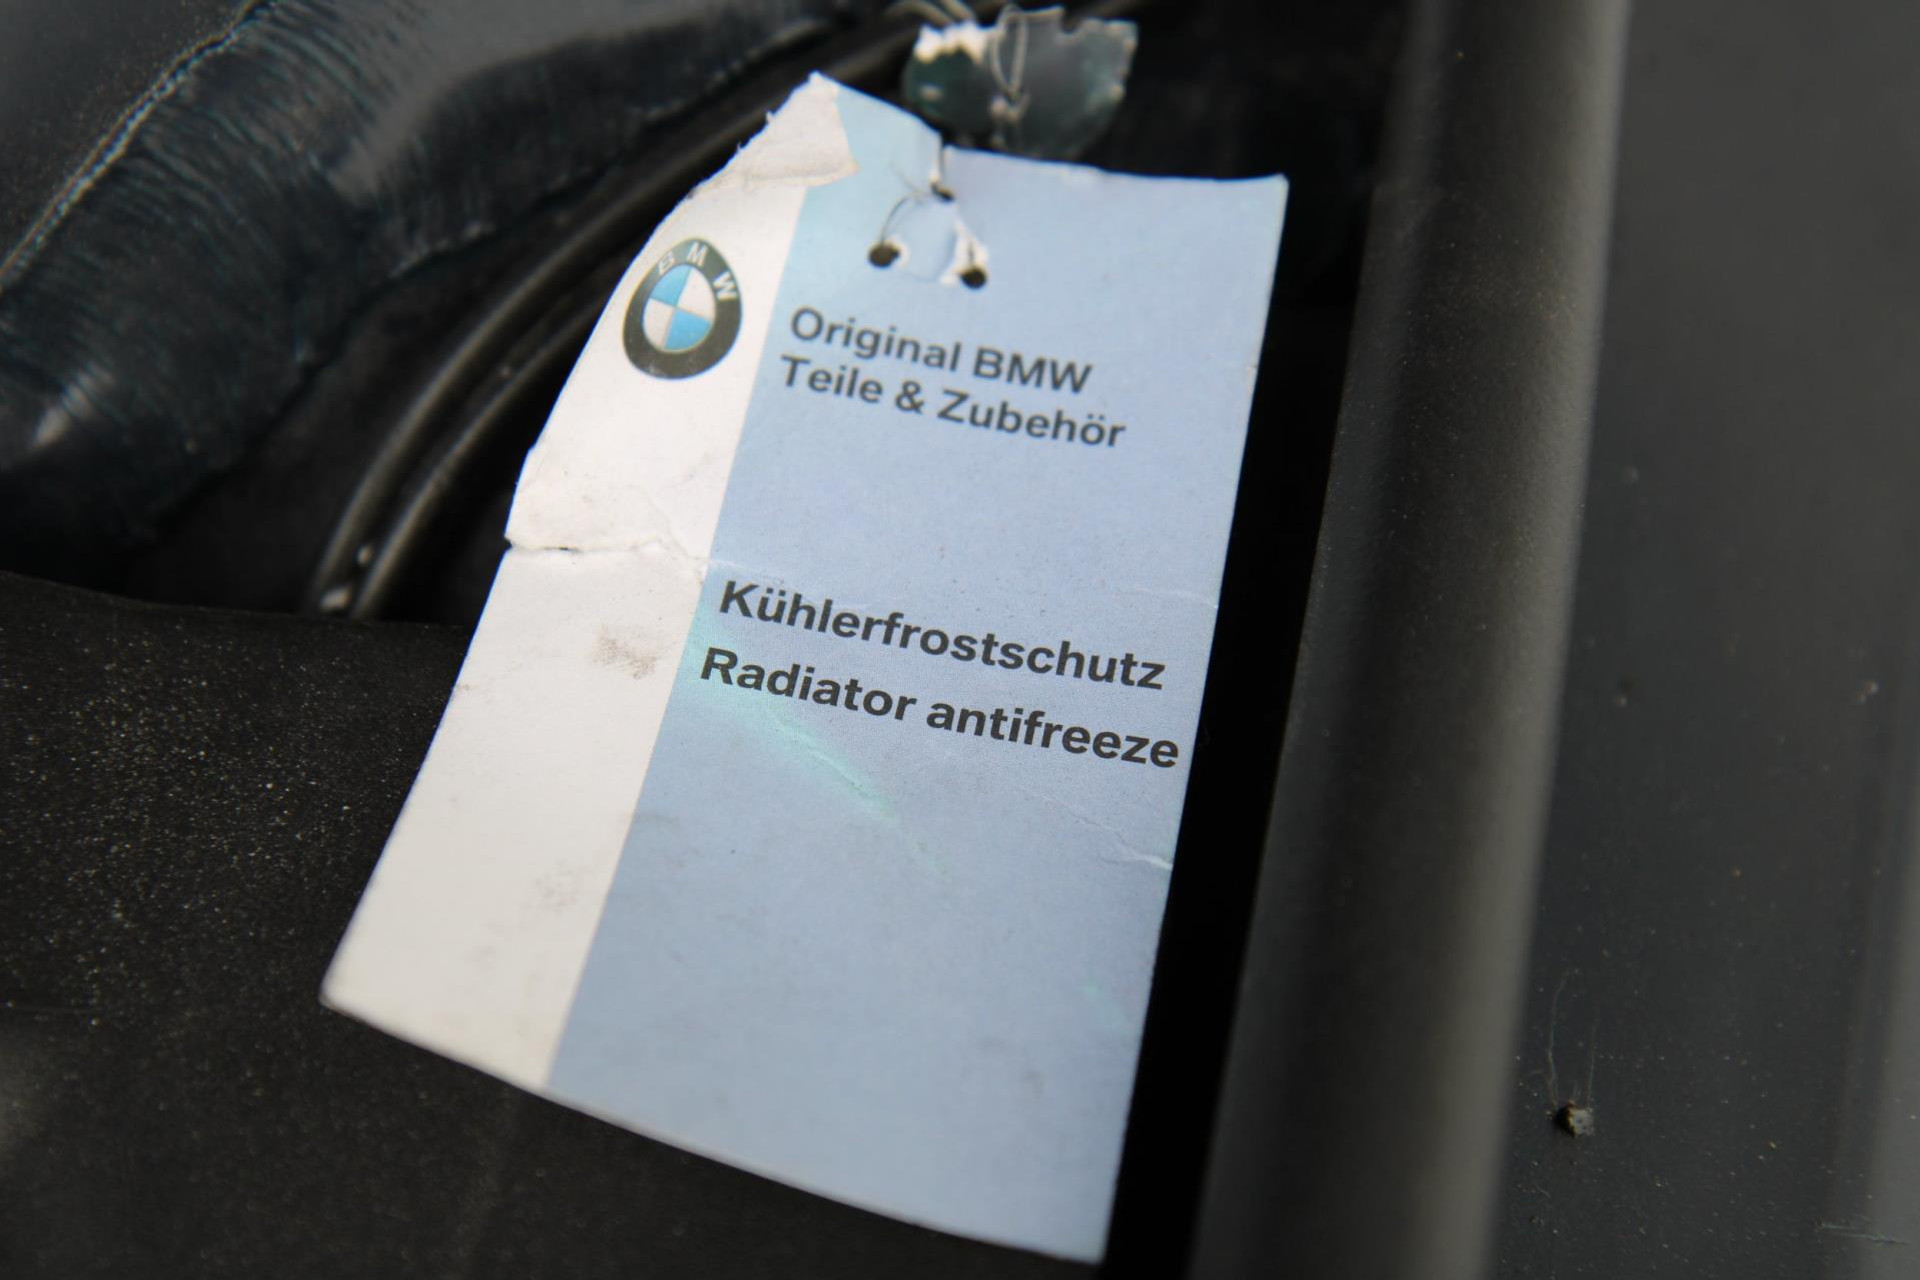 BMW
Original BMW
Teile & Zubehör
Kühlerfrostschutz
Radiator antifreeze